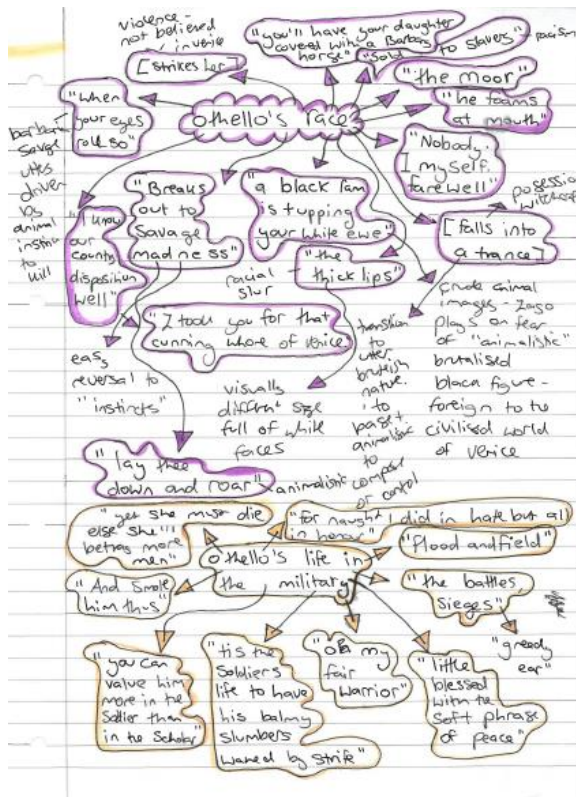 violence -
not believed
in venice
[strikes her]
"you'll have your daughter
covered with a Barbary
horse"
"Sold
to slavery"
racism
"the moor"
"he foams
at mouth"
"when
your eyes
roll so"
othello's race
"Nobody.
I myself.
farewell"
barbaric
savage
utter
driven
by
animal
instinct
to
kill
"I know
our
country
disposition
well"
"Breaks
out to
savage
madness"
"a black ram
is tupping
your white ewe"
possession
witchcraft
[falls into
a trance]
racial
slur
"the
thick lips"
"I took you for that
cunning whore of venice"
crude animal
images - Iago
plays on fear
of "animalistic"
brutalised
black figure -
foreign to the
civilised world
of venice
transition
to
utter
brutish
nature.
to
basest
animalistic
to
compose
or control
easy
reversal to
"instincts"
visually
different size
full of white
faces
"lay thee
down and roar"
animalistic
"yet she must die
else she'll
betray more
men"
"for naught I did in hate but all
in honour"
othello's life in
the military
"flood and field"
"And smote
him thus"
"the battles
sieges"
"greedy
ear"
"you can
value him
more in the
Soldier than
in the Scholar"
"tis the
Soldiers
life to have
his balmy
slumbers
waked by strife"
"oh my
fair
warrior"
"little
blessed
with the
soft phrase
of peace"